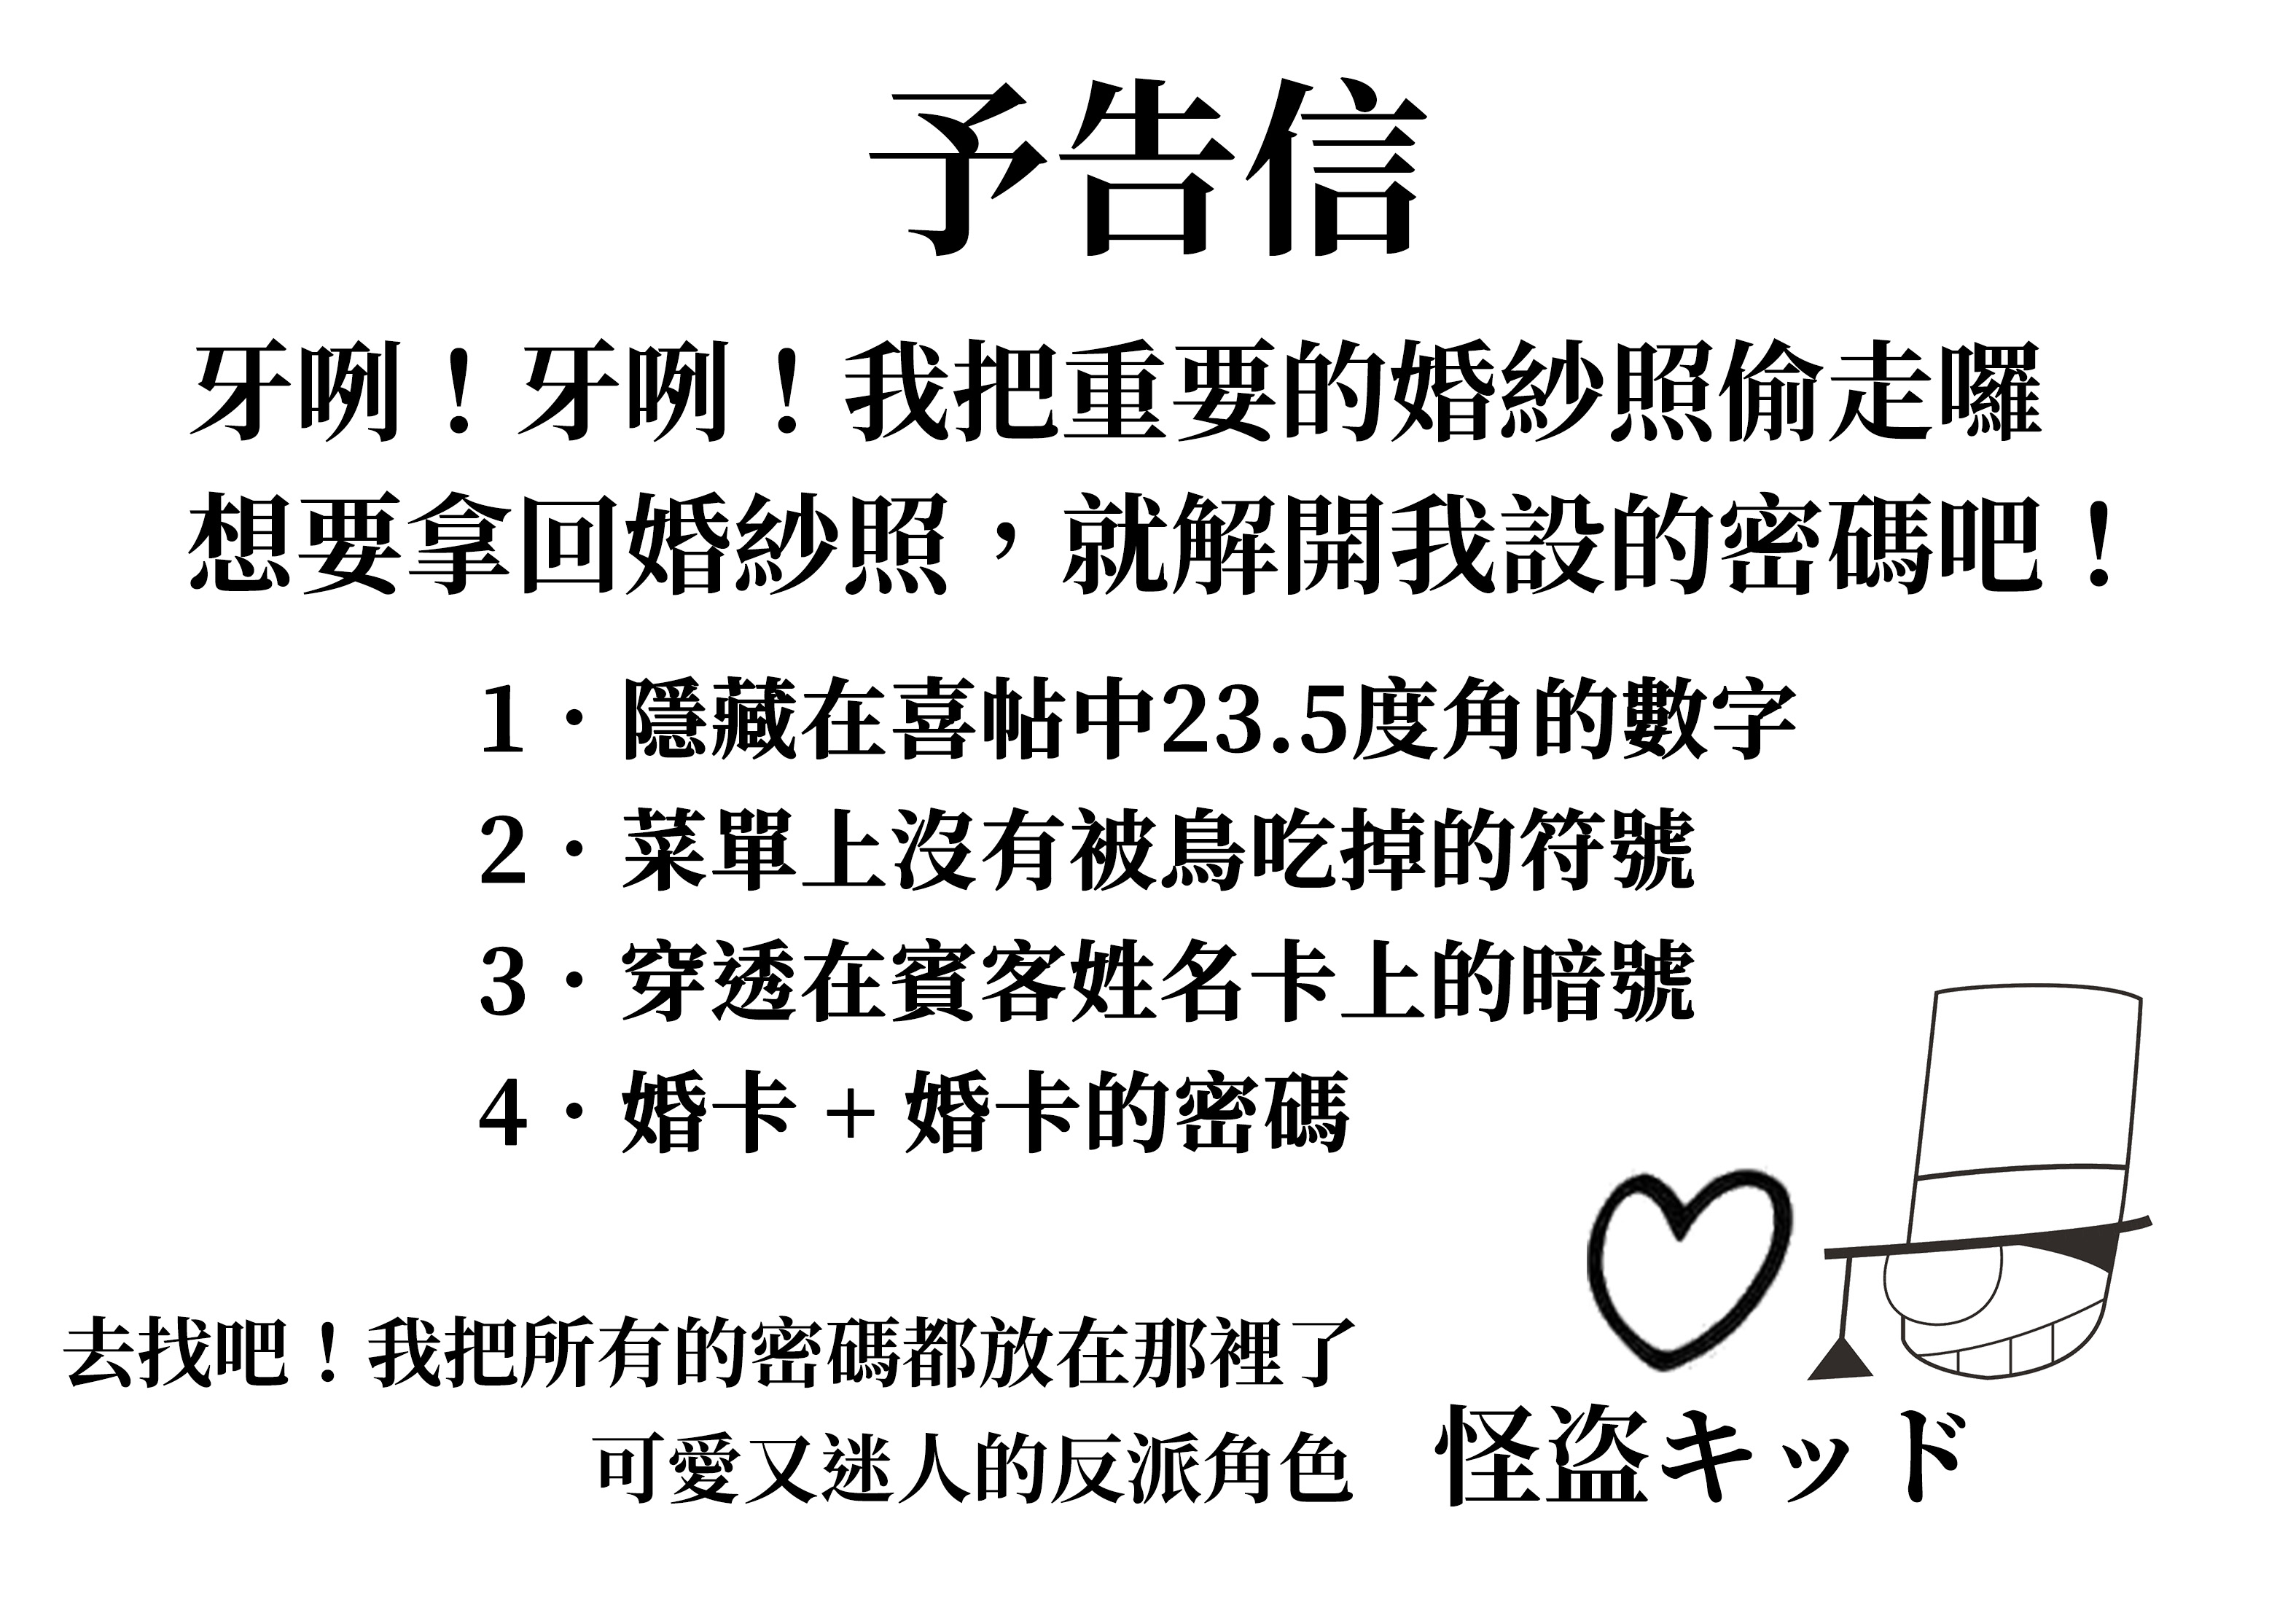 予告信
牙咧！牙咧！我把重要的婚紗照偷走囉
想要拿回婚紗照，就解開我設的密碼吧！
1・隱藏在喜帖中23.5度角的數字
2・菜單上沒有被鳥吃掉的符號
3・穿透在賓客姓名卡上的暗號
4・婚卡 + 婚卡的密碼
去找吧！我把所有的密碼都放在那裡了
可愛又迷人的反派角色
怪盗キッド